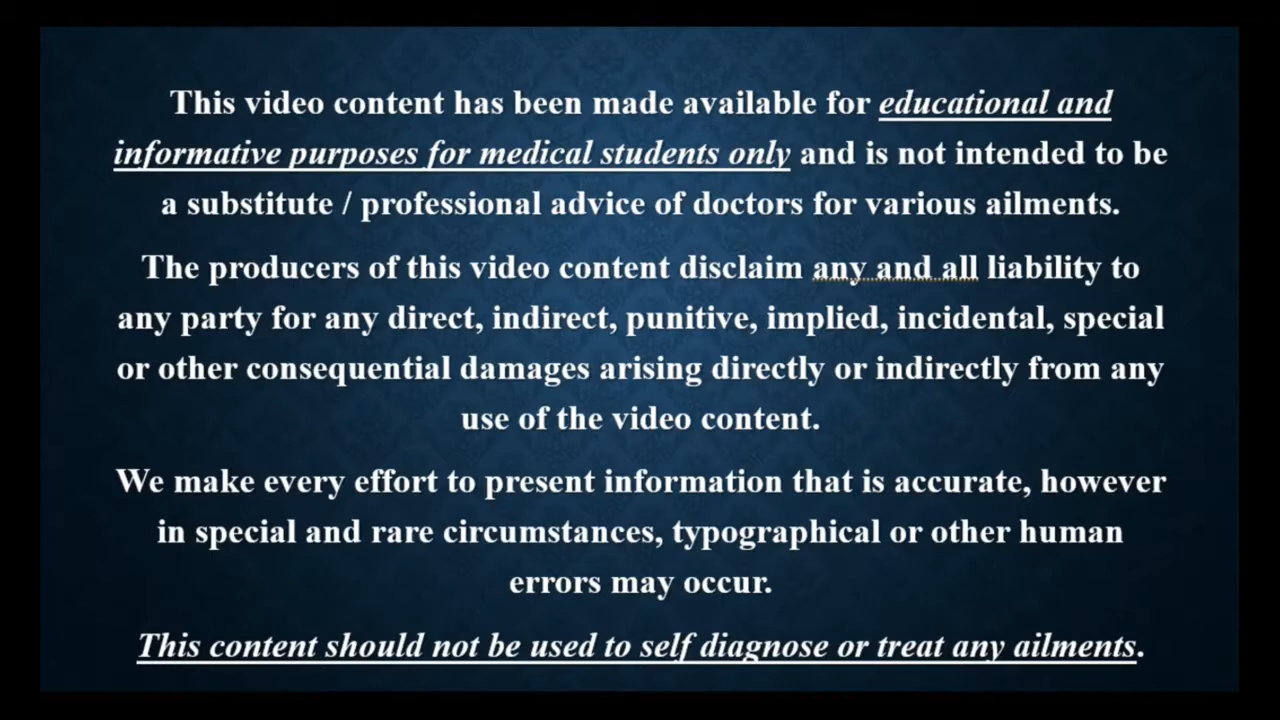 This video content has been made available for educational and
informative purposes for medical students only and is not intended to be
a substitute / professional advice of doctors for various ailments.
The producers of this video content disclaim any and all liability to
any party for any direct, indirect, punitive, implied, incidental, special
or other consequential damages arising directly or indirectly from any
use of the video content.
We make every effort to present information that is accurate, however
in special and rare circumstances, typographical or other human
errors may occur.
This content should not be used to self diagnose or treat any ailments.